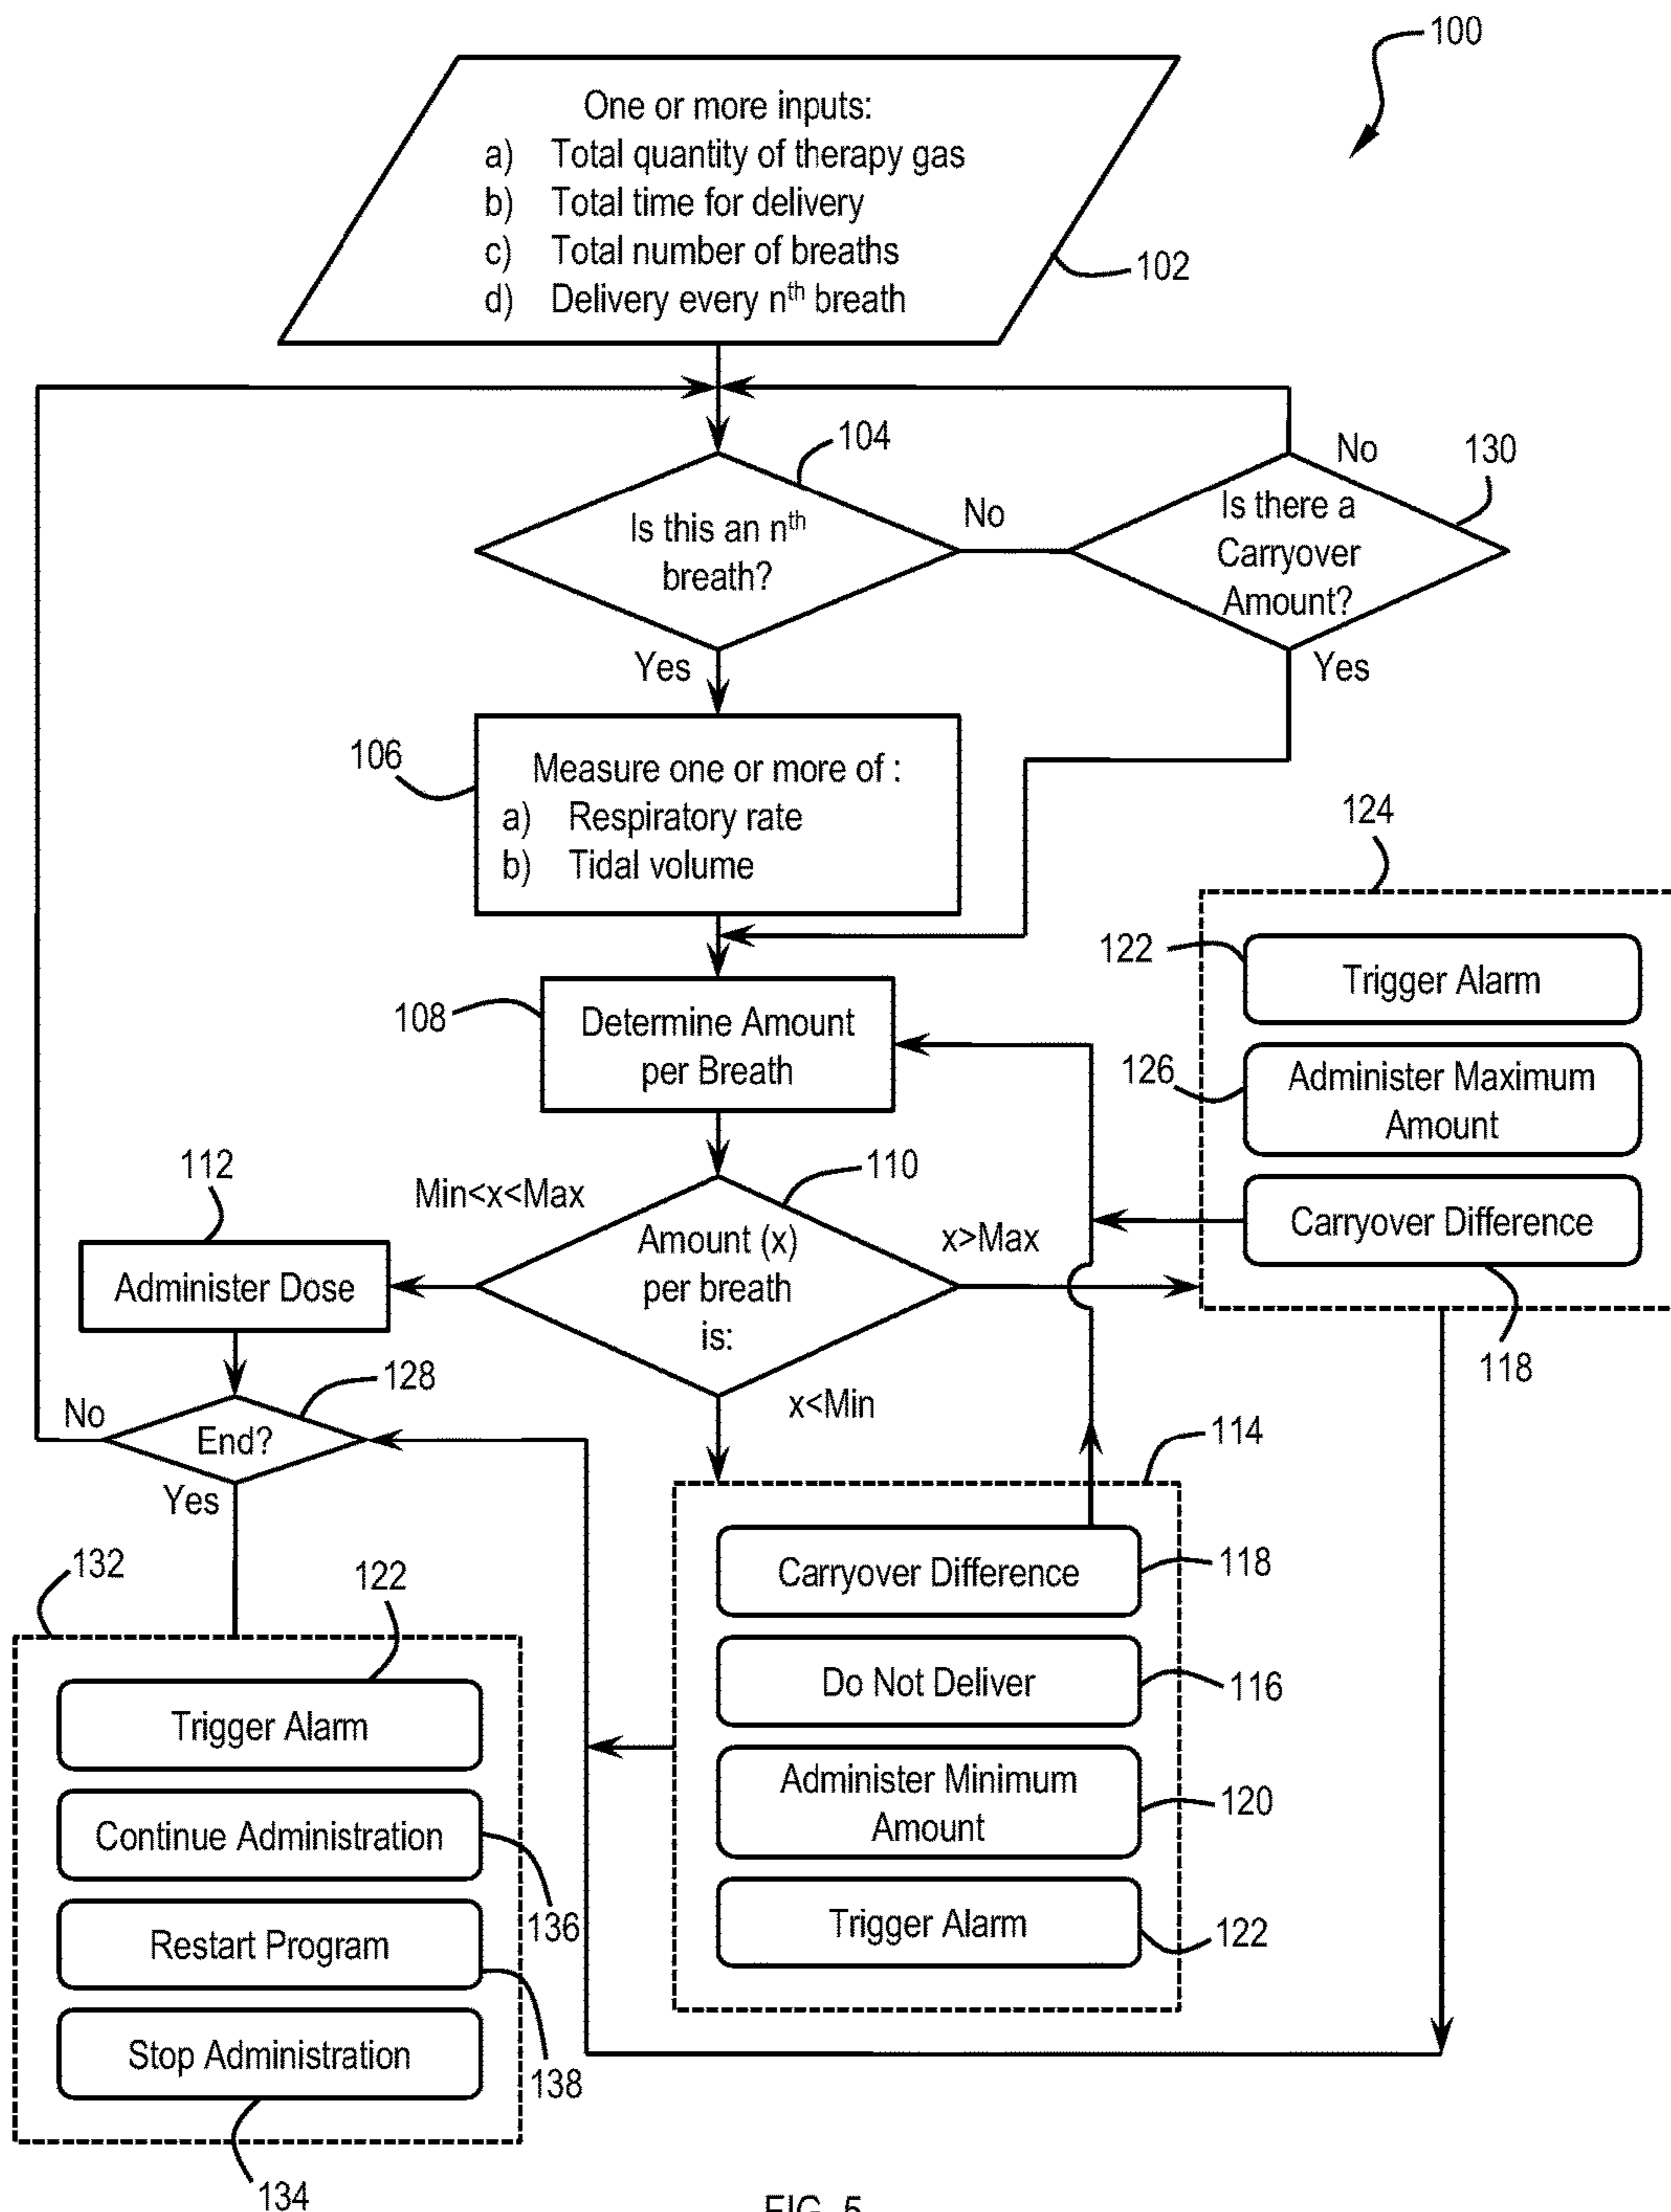 100
One or more inputs:
a) Total quantity of therapy gas
b) Total time for delivery
c) Total number of breaths
d) Delivery every nth breath
102
104
No
130
Is this an nth
breath?
No
Is there a
Carryover
Amount?
Yes
Yes
106
Measure one or more of :
a) Respiratory rate
b) Tidal volume
124
122
Trigger Alarm
108
Determine Amount
per Breath
126
Administer Maximum
Amount
112
Min<x<Max
110
Amount (x)
per breath
is:
x>Max
Carryover Difference
118
Administer Dose
128
No
End?
Yes
x<Min
114
132
122
Carryover Difference
118
Trigger Alarm
Do Not Deliver
116
Continue Administration
136
Administer Minimum
Amount
120
Restart Program
138
Trigger Alarm
122
Stop Administration
134
FIG. 5